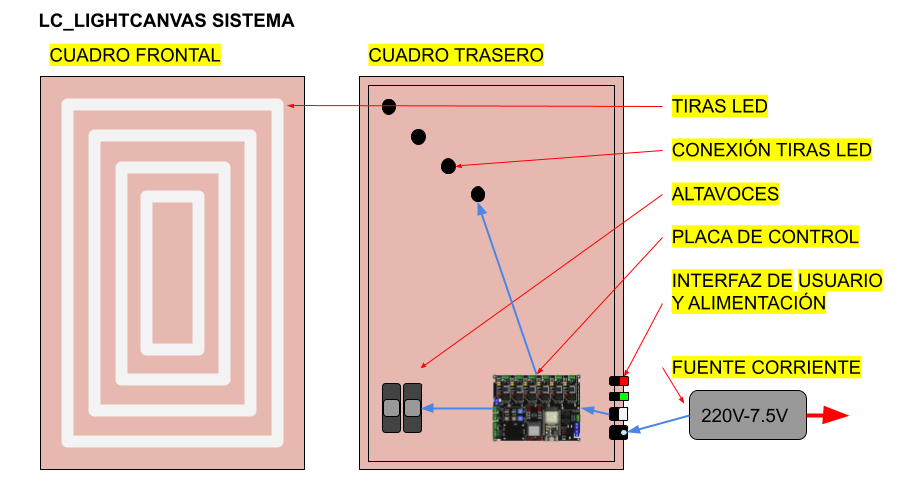 LC_LIGHTCANVAS SISTEMA
CUADRO FRONTAL
CUADRO TRASERO
TIRAS LED
CONEXIÓN TIRAS LED
ALTAVOCES
PLACA DE CONTROL
INTERFAZ DE USUARIO
Y ALIMENTACIÓN
FUENTE CORRIENTE
220V-7.5V